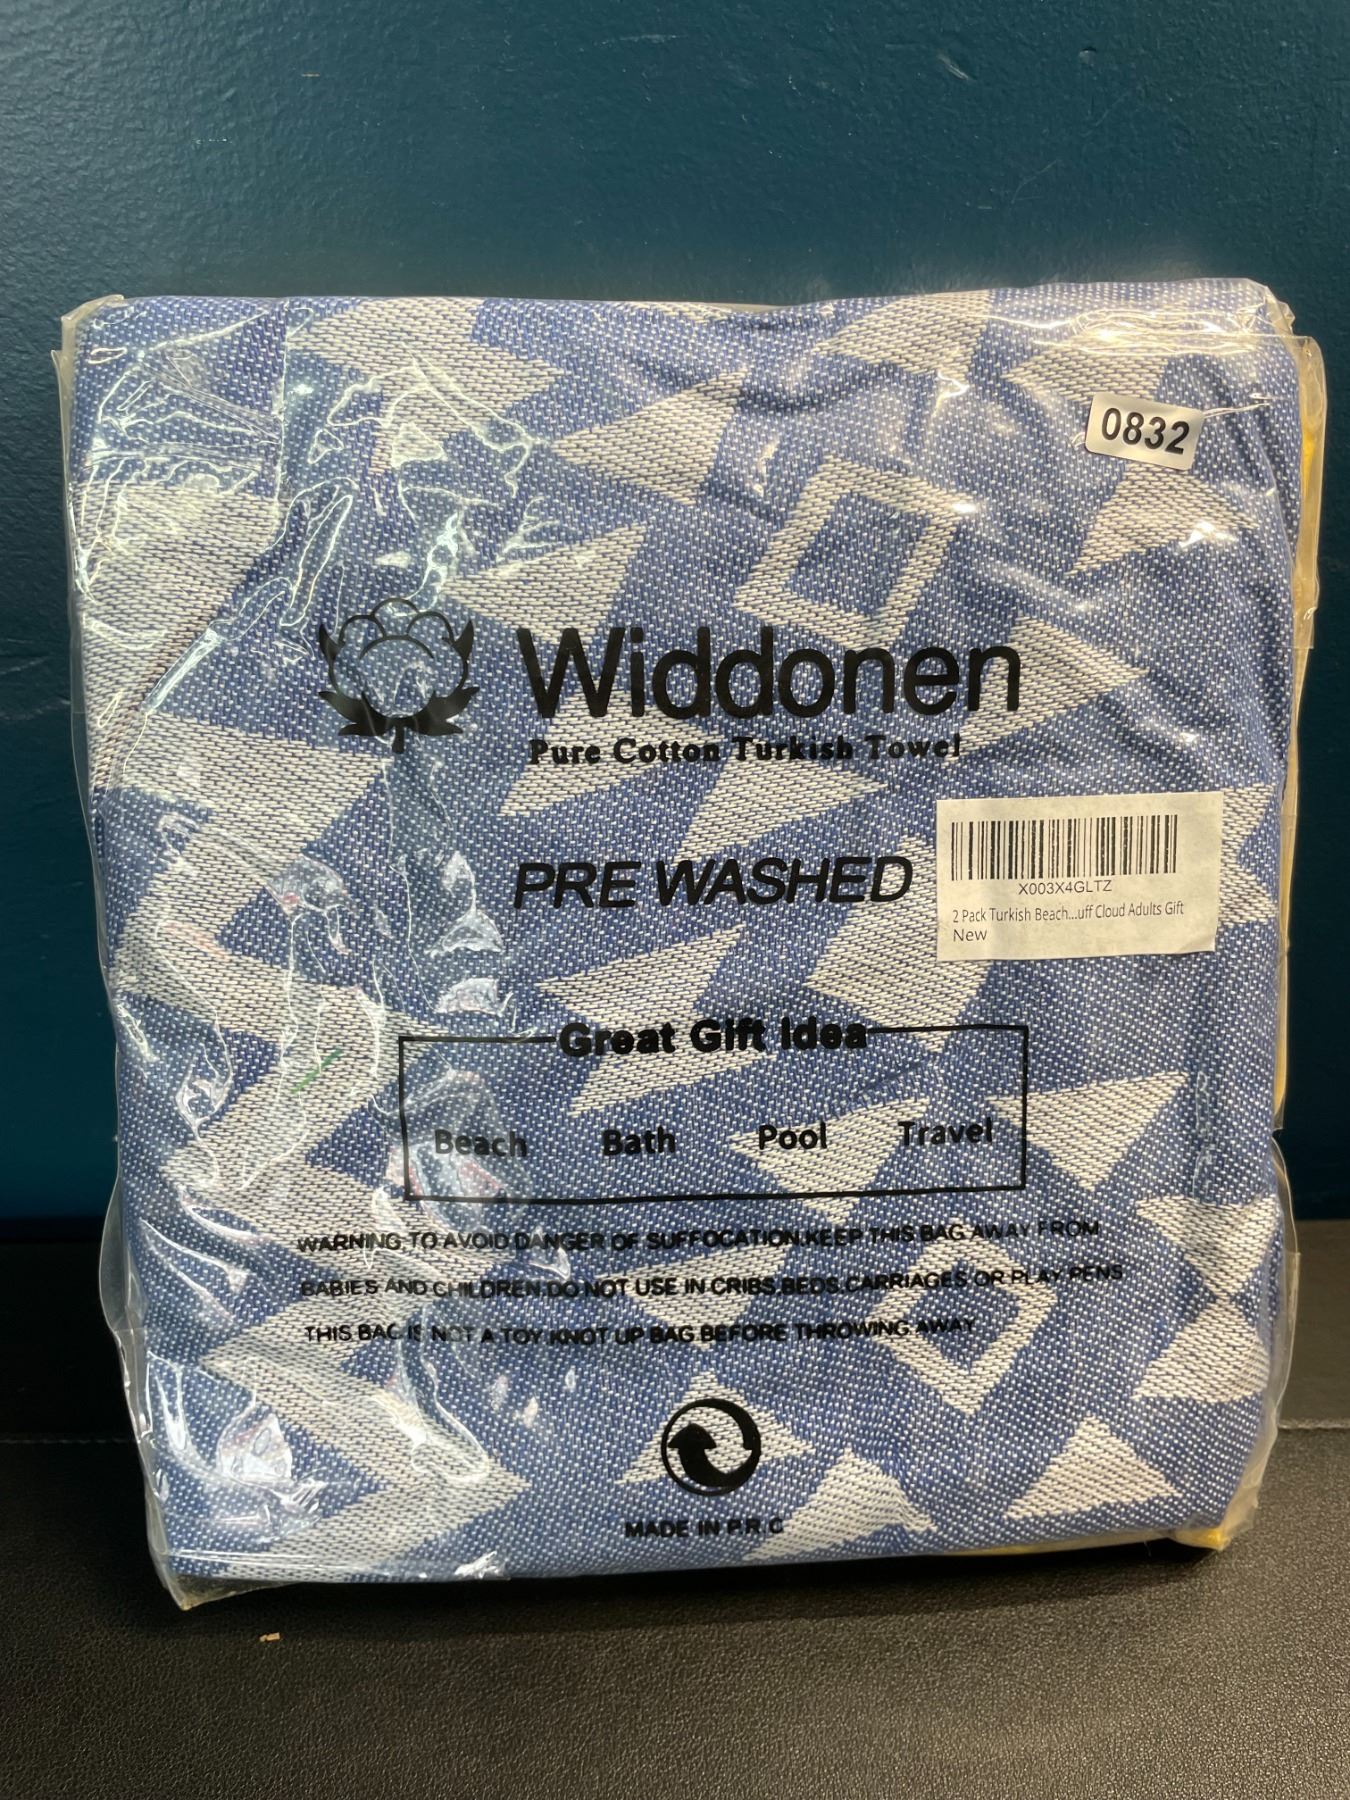 0832
Widdonen
Pure Cotton Turkish Towel
PRE WASHED
X003X4GLTZ
2 Pack Turkish Beach...uff Cloud Adults Gift
New
Great Gift Idea
Beach Bath Pool Travel
WARNING,TO AVOID DANGER OF SUFFOCATION.KEEP THIS BAG AWAY FROM
BABIES AND CHILDREN.DO NOT USE IN CRIBS.BEDS.CARRIAGES OR PLAY PENS
THIS BAG IS NOT A TOY KNOT UP BAG BEFORE THROWING AWAY
MADE IN P.R.C